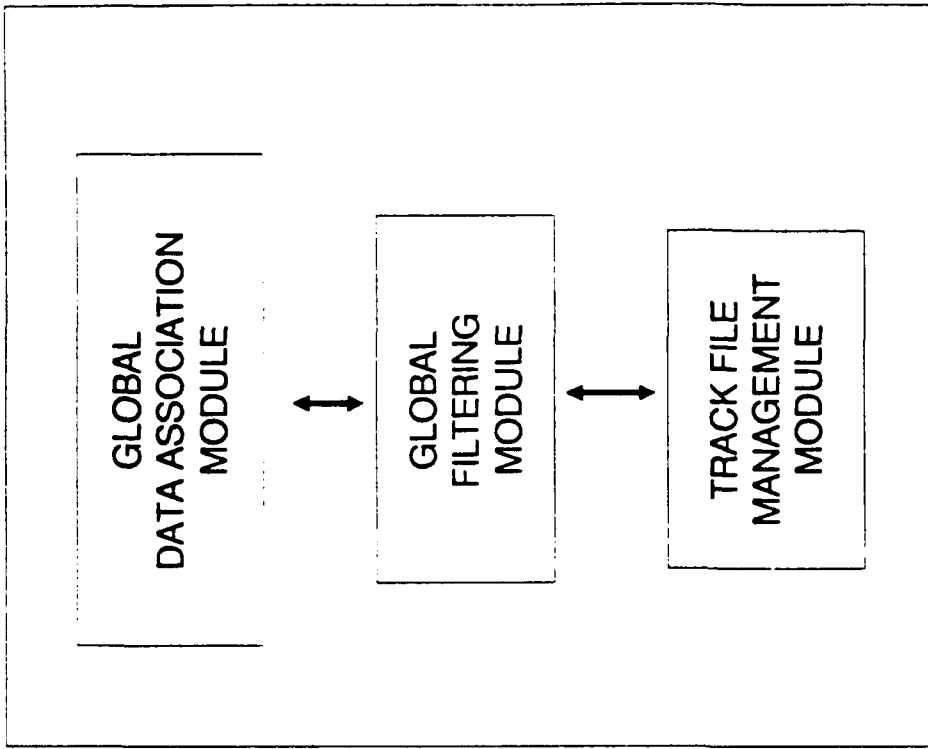 GLOBAL
DATA ASSOCIATION
MODULE
GLOBAL
FILTERING
MODULE
TRACK FILE
MANAGEMENT
MODULE